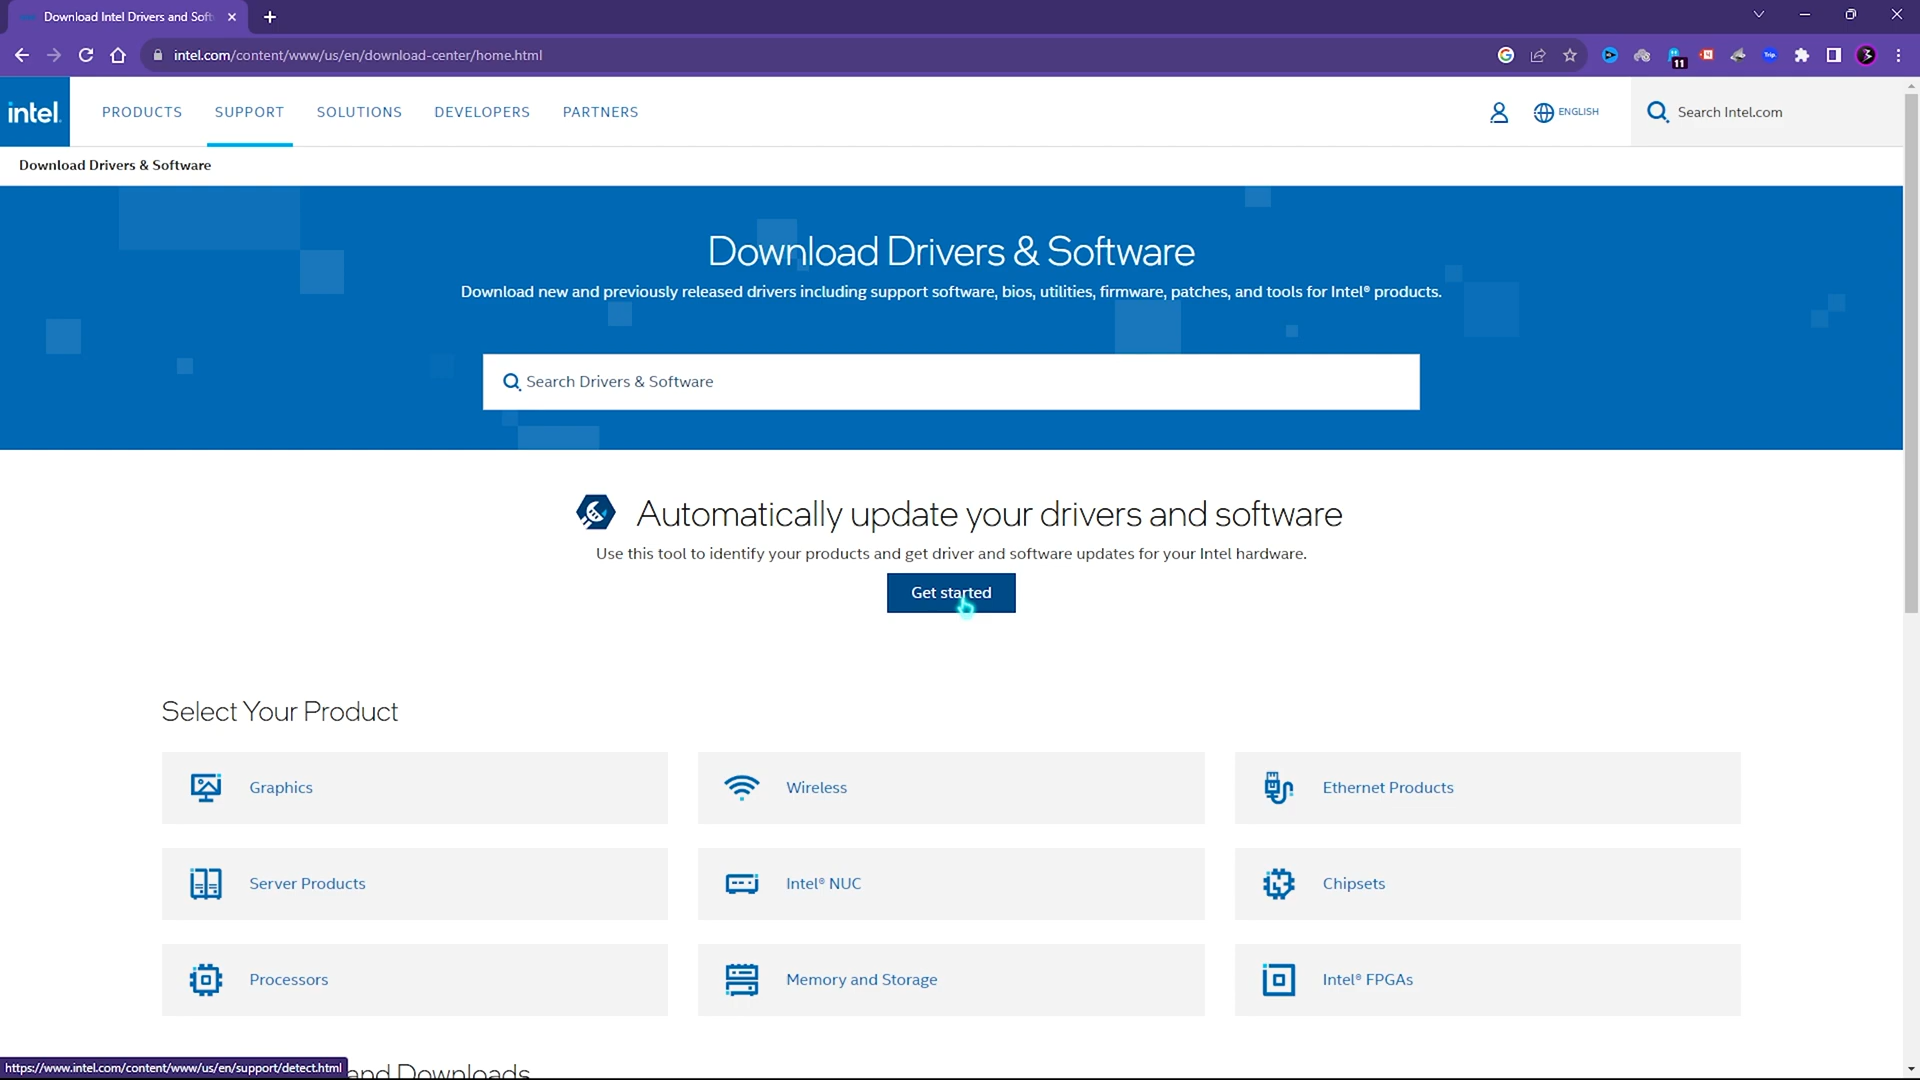 Download Intel Drivers and Soft
intel.com/content/www/us/en/download-center/home.html
11
Trip
intel.
PRODUCTS
SUPPORT
SOLUTIONS
DEVELOPERS
PARTNERS
ENGLISH
Search Intel.com
Download Drivers & Software
Download Drivers & Software
Download new and previously released drivers including support software, bios, utilities, firmware, patches, and tools for Intel® products.
Search Drivers & Software
Automatically update your drivers and software
Use this tool to identify your products and get driver and software updates for your Intel hardware.
Get started
Select Your Product
Graphics
Wireless
Ethernet Products
Server Products
Intel® NUC
Chipsets
Processors
Memory and Storage
Intel® FPGAs
https://www.intel.com/content/www/us/en/support/detect.html
and Downloads